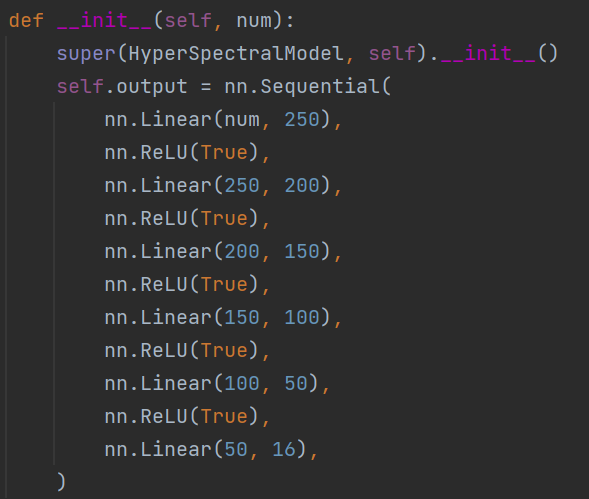 def __init__(self, num):
    super(HyperSpectralModel, self).__init__()
    self.output = nn.Sequential(
        nn.Linear(num, 250),
        nn.ReLU(True),
        nn.Linear(250, 200),
        nn.ReLU(True),
        nn.Linear(200, 150),
        nn.ReLU(True),
        nn.Linear(150, 100),
        nn.ReLU(True),
        nn.Linear(100, 50),
        nn.ReLU(True),
        nn.Linear(50, 16),
    )